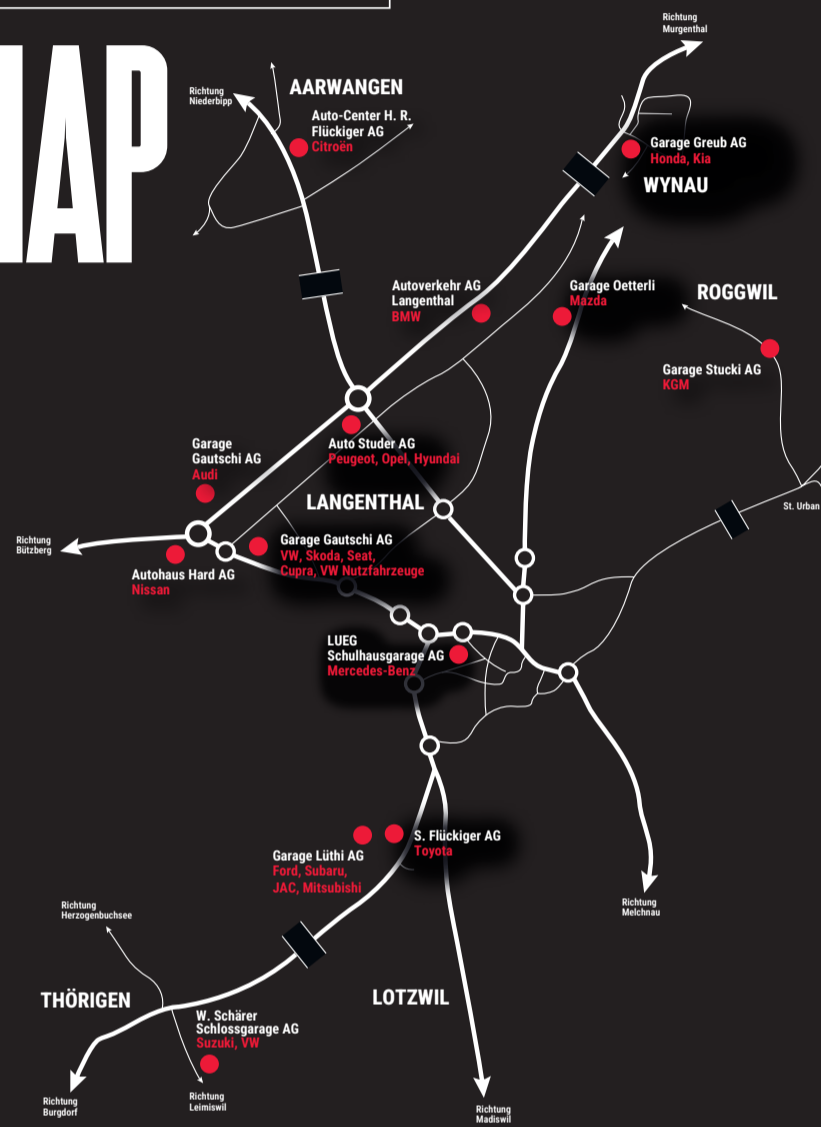 MAP
Richtung
Murgenthal
Richtung
Niederbipp
AARWANGEN
Auto-Center H. R.
Flückiger AG
Citroën
Garage Greub AG
Honda, Kia
WYNAU
Autoverkehr AG
Langenthal
BMW
Garage Oetterli
Mazda
ROGGWIL
Garage Stucki AG
KGM
Garage
Gautschi AG
Audi
Auto Studer AG
Peugeot, Opel, Hyundai
LANGENTHAL
St. Urban
Richtung
Bützberg
Garage Gautschi AG
VW, Skoda, Seat,
Cupra, VW Nutzfahrzeuge
Autohaus Hard AG
Nissan
LUEG
Schulhausgarage AG
Mercedes-Benz
S. Flückiger AG
Toyota
Garage Lüthi AG
Ford, Subaru,
JAC, Mitsubishi
Richtung
Melchnau
Richtung
Herzogenbuchsee
THÖRIGEN
LOTZWIL
W. Schärer
Schlossgarage AG
Suzuki, VW
Richtung
Burgdorf
Richtung
Leimiswil
Richtung
Madiswil